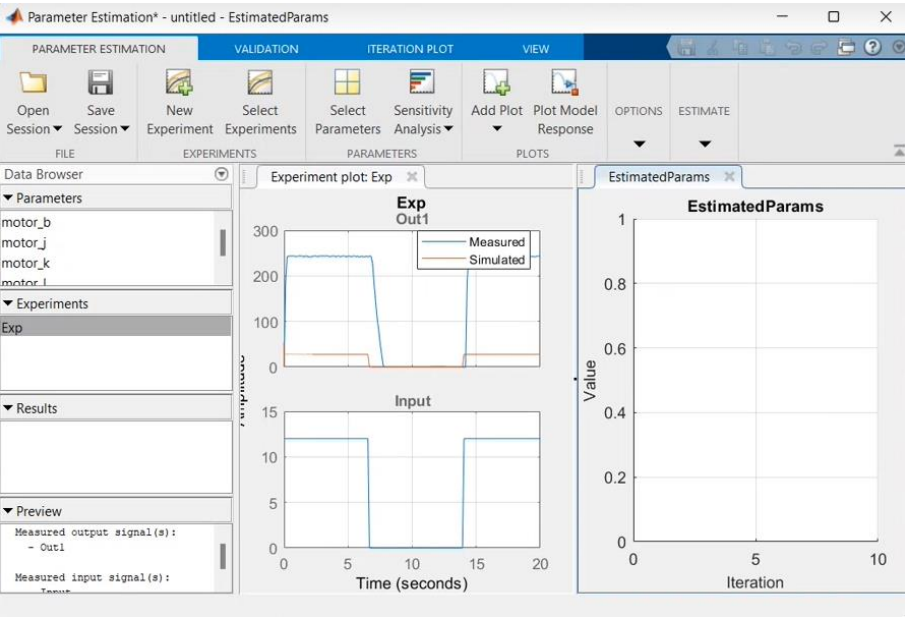 Parameter Estimation* - untitled - EstimatedParams
PARAMETER ESTIMATION VALIDATION ITERATION PLOT VIEW
Open Session Save Session New Experiment Select Experiments Select Parameters Sensitivity Analysis Add Plot Plot Model Response OPTIONS ESTIMATE
FILE EXPERIMENTS PARAMETERS PLOTS
Data Browser
Parameters
motor_b
motor_j
motor_k
motor_l
Experiments
Exp
Results
Preview
Measured output signal(s):
- Out1
Measured input signal(s):
Input
Experiment plot: Exp
Exp
Out1
Measured
Simulated
300
200
100
0
Amplitude
Input
15
10
5
0
0 5 10 15 20
Time (seconds)
EstimatedParams
EstimatedParams
1
0.8
0.6
0.4
0.2
0
Value
0 5 10
Iteration